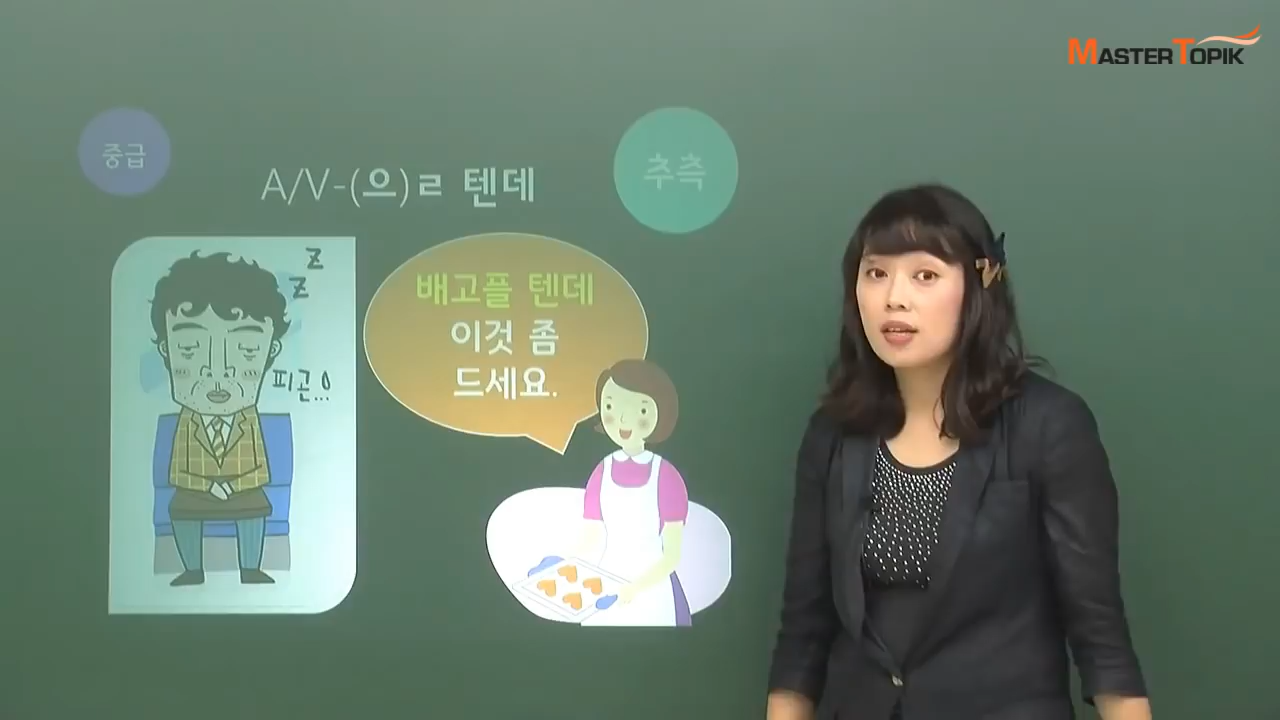 MASTER TOPIK
중급
추측
A/V-(으)ㄹ 텐데
z
z
피곤..
배고플 텐데
이것 좀
드세요.